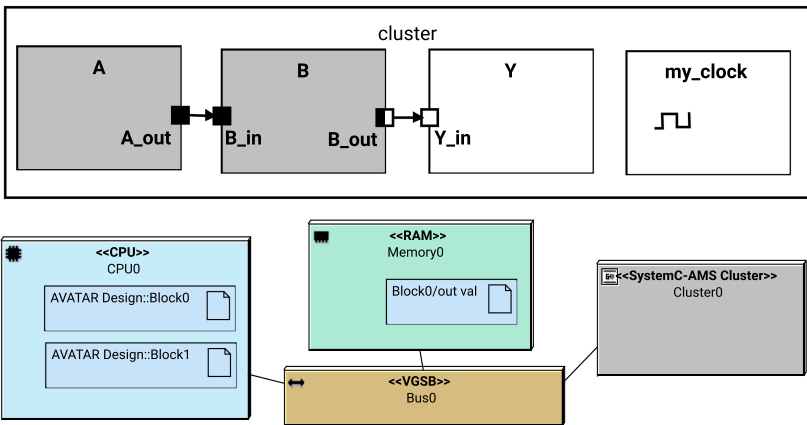 cluster
A
B
Y
my_clock
A_out
B_in
B_out
Y_in
<<CPU>>
CPU0
AVATAR Design::Block0
AVATAR Design::Block1
<<RAM>>
Memory0
Block0/out val
<<SystemC-AMS Cluster>>
Cluster0
<<VGSB>>
Bus0